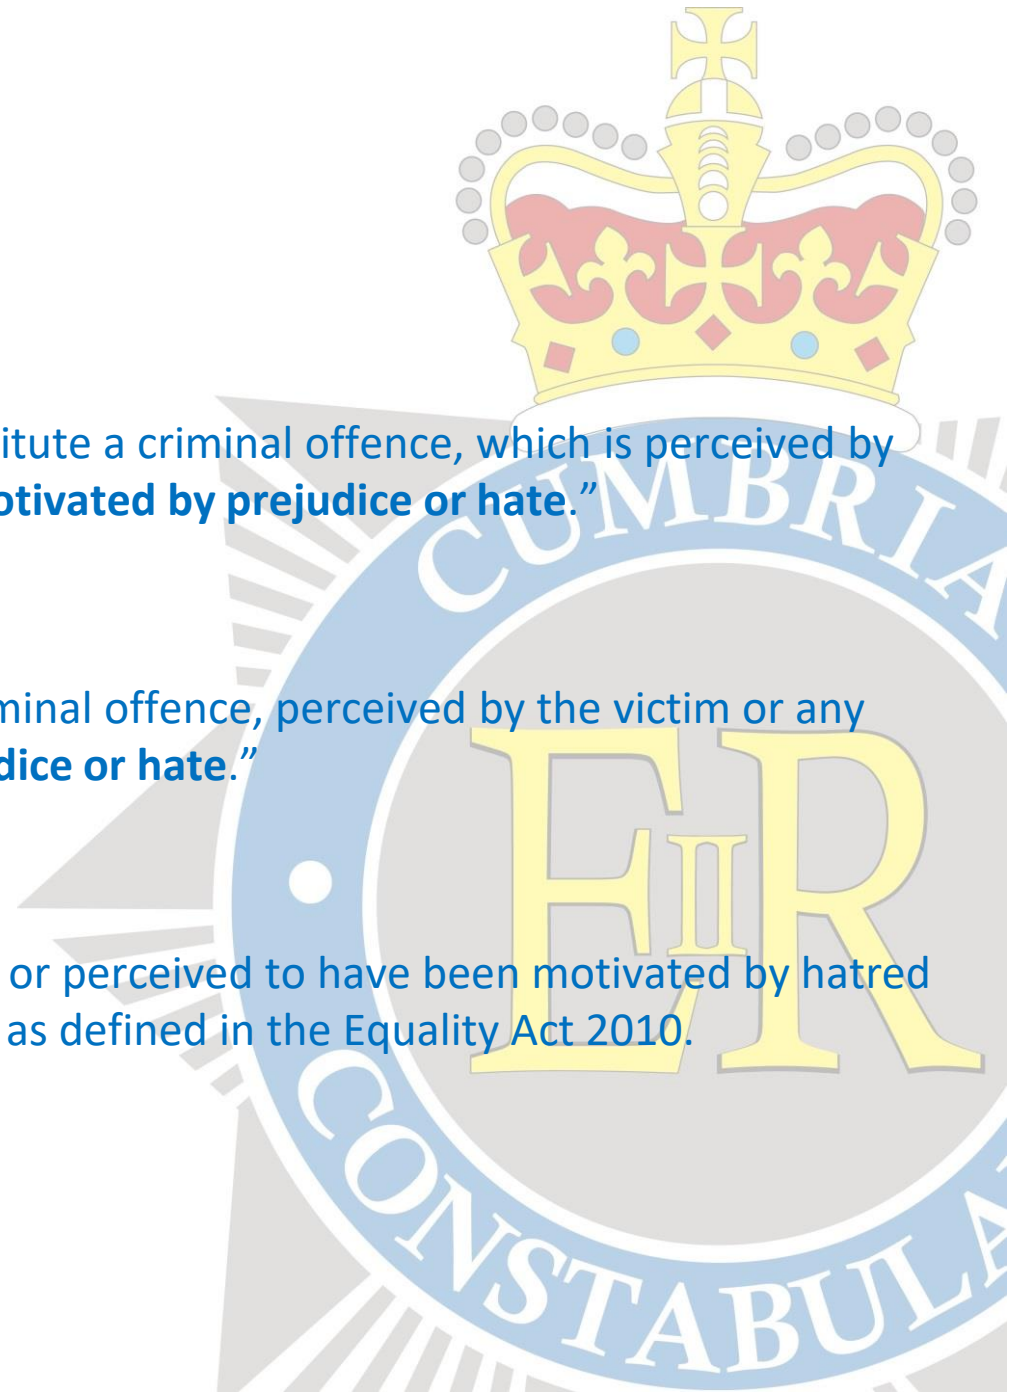 itute a criminal offence, which is perceived by
otivated by prejudice or hate.”
minal offence, perceived by the victim or any
dice or hate.”
or perceived to have been motivated by hatred
as defined in the Equality Act 2010.
CUMBRIA
EIIR
CONSTABULA